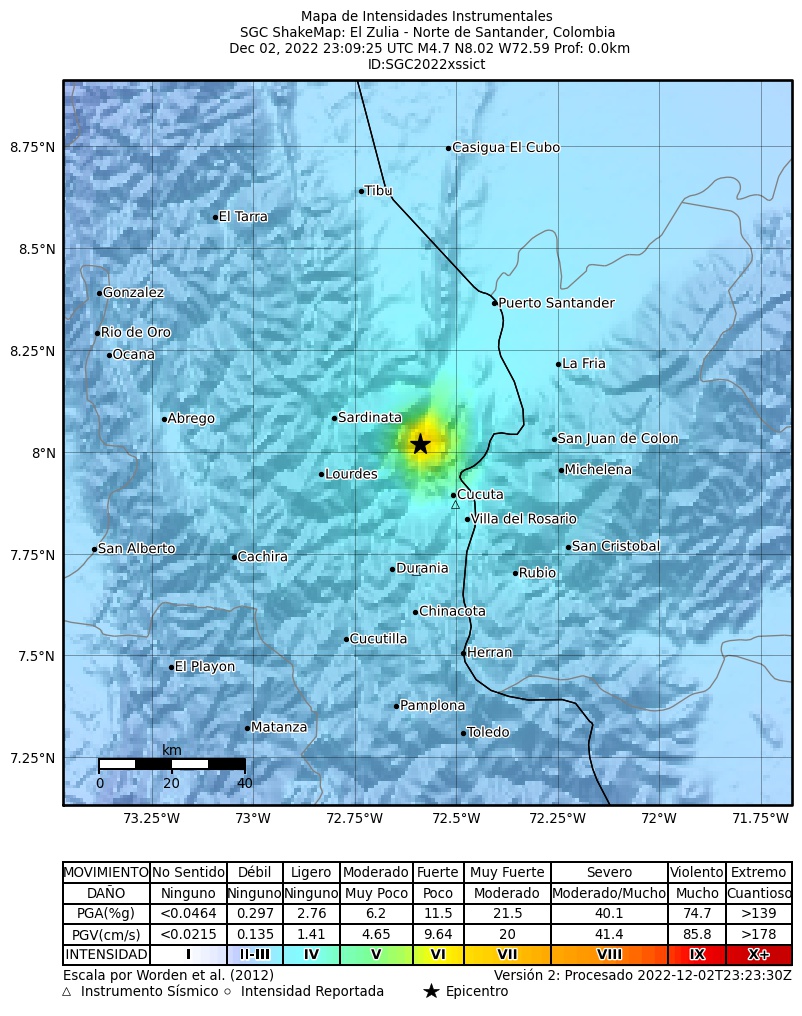 Mapa de Intensidades Instrumentales
SGC ShakeMap: El Zulia - Norte de Santander, Colombia
Dec 02, 2022 23:09:25 UTC M4.7 N8.02 W72.59 Prof: 0.0km
ID:SGC2022xssict
8.75°N
Casigua El Cubo
Tibu
El Tarra
8.5°N
Gonzalez
Puerto Santander
Rio de Oro
8.25°N
Ocana
La Fria
Abrego
Sardinata
8°N
San Juan de Colon
Lourdes
Michelena
Cucuta
Villa del Rosario
7.75°N
San Alberto
Cachira
San Cristobal
Durania
Rubio
Chinacota
Cucutilla
7.5°N
Herran
El Playon
Pamplona
Matanza
Toledo
7.25°N
km
0 20 40
73.25°W 73°W 72.75°W 72.5°W 72.25°W 72°W 71.75°W
MOVIMIENTO No Sentido Débil Ligero Moderado Fuerte Muy Fuerte Severo Violento Extremo
DAÑO Ninguno Ninguno Ninguno Muy Poco Poco Moderado Moderado/Mucho Mucho Cuantioso
PGA(%g) <0.0464 0.297 2.76 6.2 11.5 21.5 40.1 74.7 >139
PGV(cm/s) <0.0215 0.135 1.41 4.65 9.64 20 41.4 85.8 >178
INTENSIDAD I II-III IV V VI VII VIII IX X+
Escala por Worden et al. (2012) Versión 2: Procesado 2022-12-02T23:23:30Z
Instrumento Sísmico Intensidad Reportada Epicentro